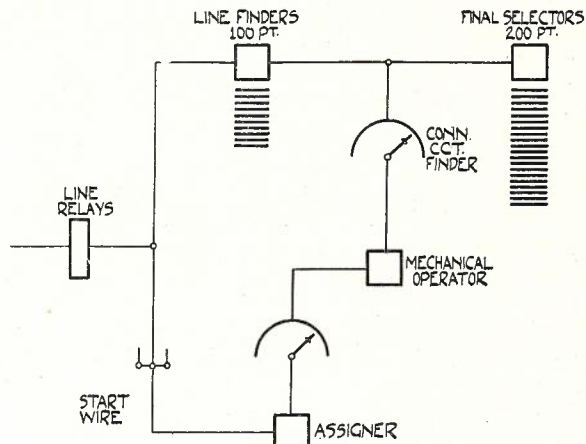 LINE FINDERS
100 PT.
FINAL SELECTORS
200 PT.
CONN.
CCT.
FINDER
LINE
RELAYS
MECHANICAL
OPERATOR
START
WIRE
ASSIGNER